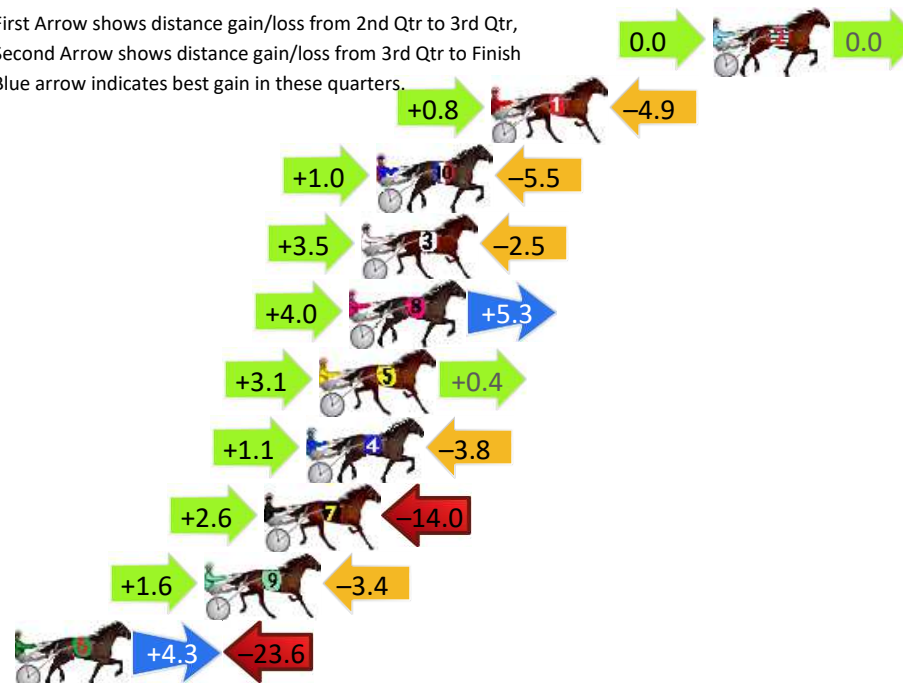 First Arrow shows distance gain/loss from 2nd Qtr to 3rd Qtr,
Second Arrow shows distance gain/loss from 3rd Qtr to Finish
Blue arrow indicates best gain in these quarters.
0.0 2 0.0
+0.8 1 –4.9
+1.0 10 –5.5
+3.5 3 –2.5
+4.0 8 +5.3
+3.1 5 +0.4
+1.1 4 –3.8
+2.6 7 –14.0
+1.6 9 –3.4
6 +4.3 –23.6